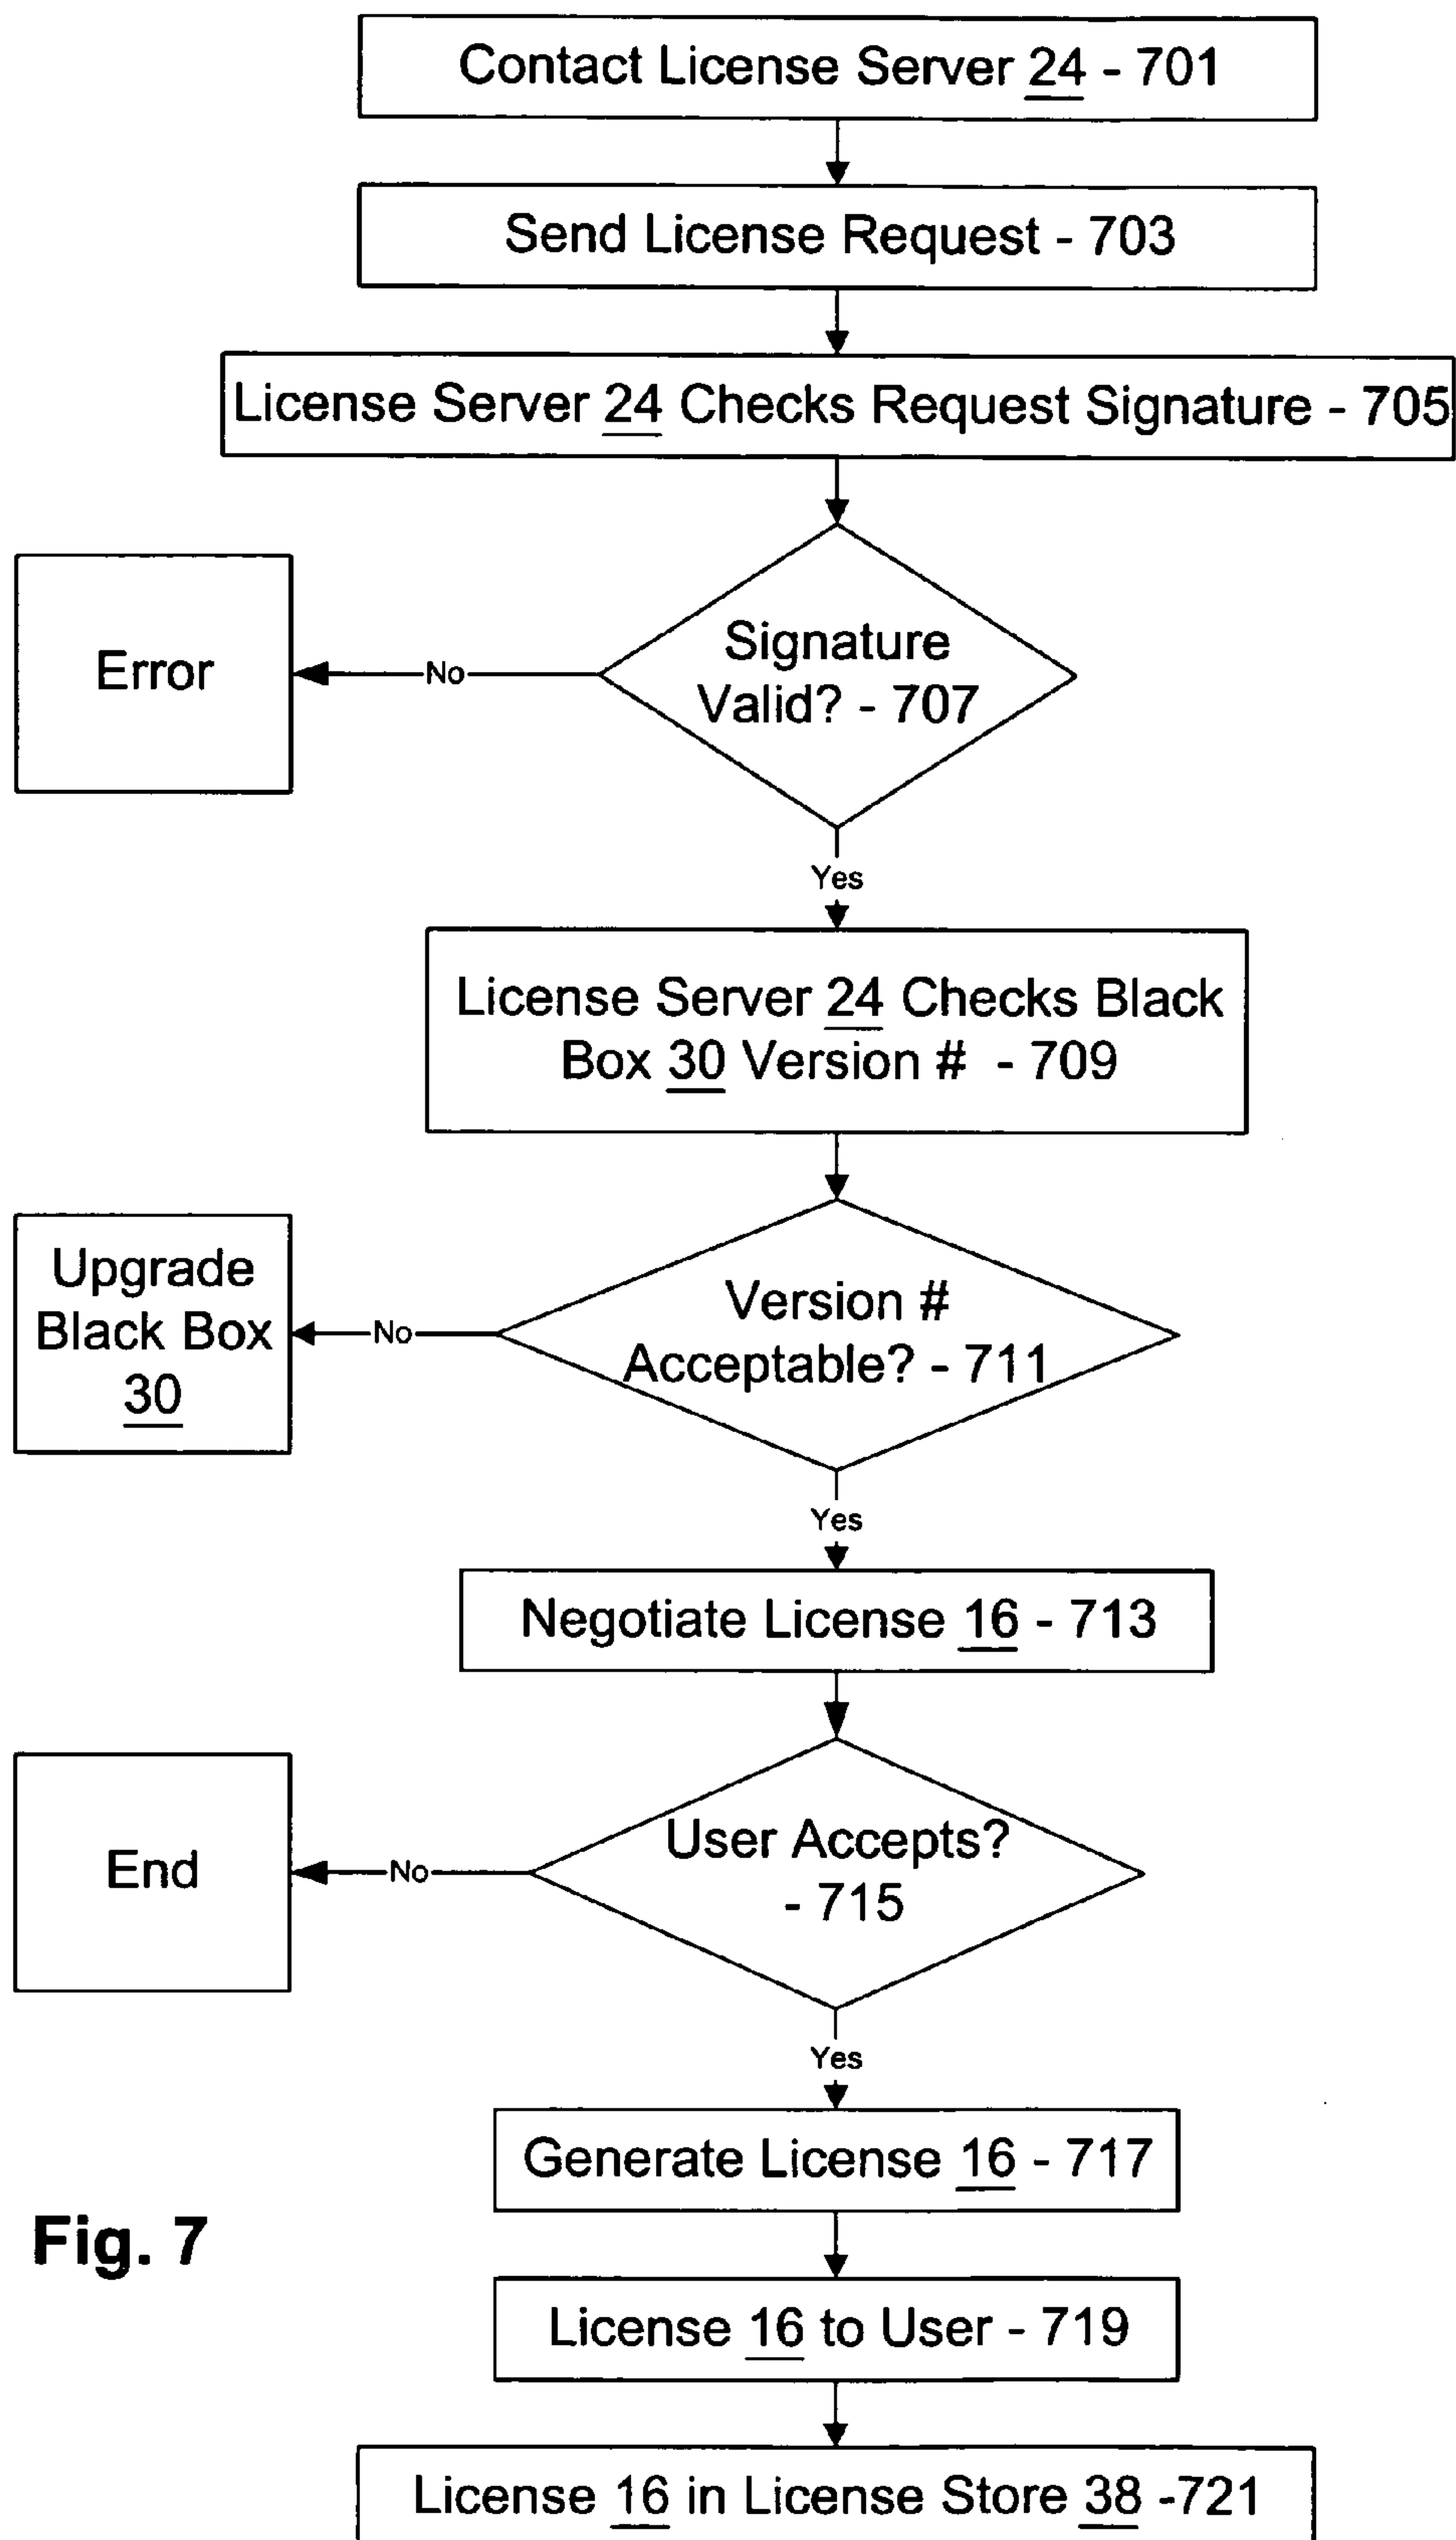 Contact License Server 24 - 701
Send License Request - 703
License Server 24 Checks Request Signature - 705
Signature
Valid? - 707
No
Error
Yes
License Server 24 Checks Black
Box 30 Version # - 709
Version #
Acceptable? - 711
No
Upgrade
Black Box
30
Yes
Negotiate License 16 - 713
User Accepts?
- 715
No
End
Yes
Generate License 16 - 717
Fig. 7
License 16 to User - 719
License 16 in License Store 38 -721